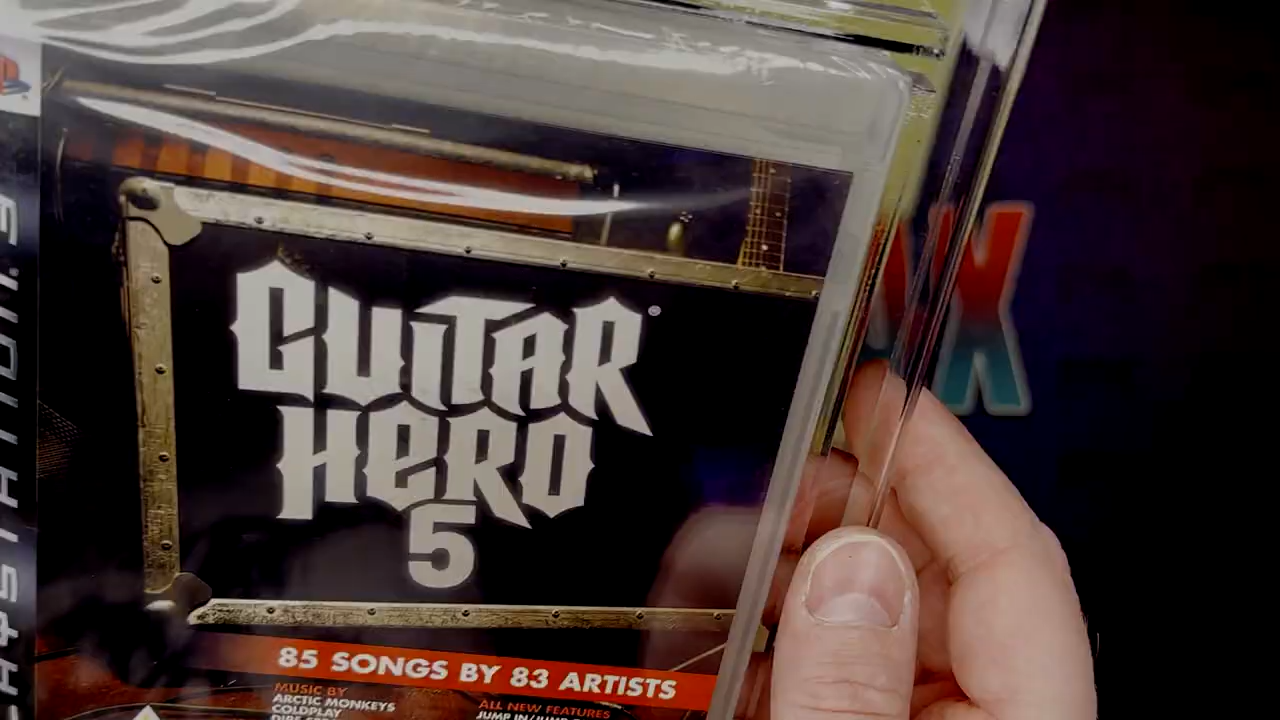 PLAYSTATION.3
GUITAR
HERO®
5
85 SONGS BY 83 ARTISTS
MUSIC BY
ARCTIC MONKEYS
COLDPLAY
ALL NEW FEATURES